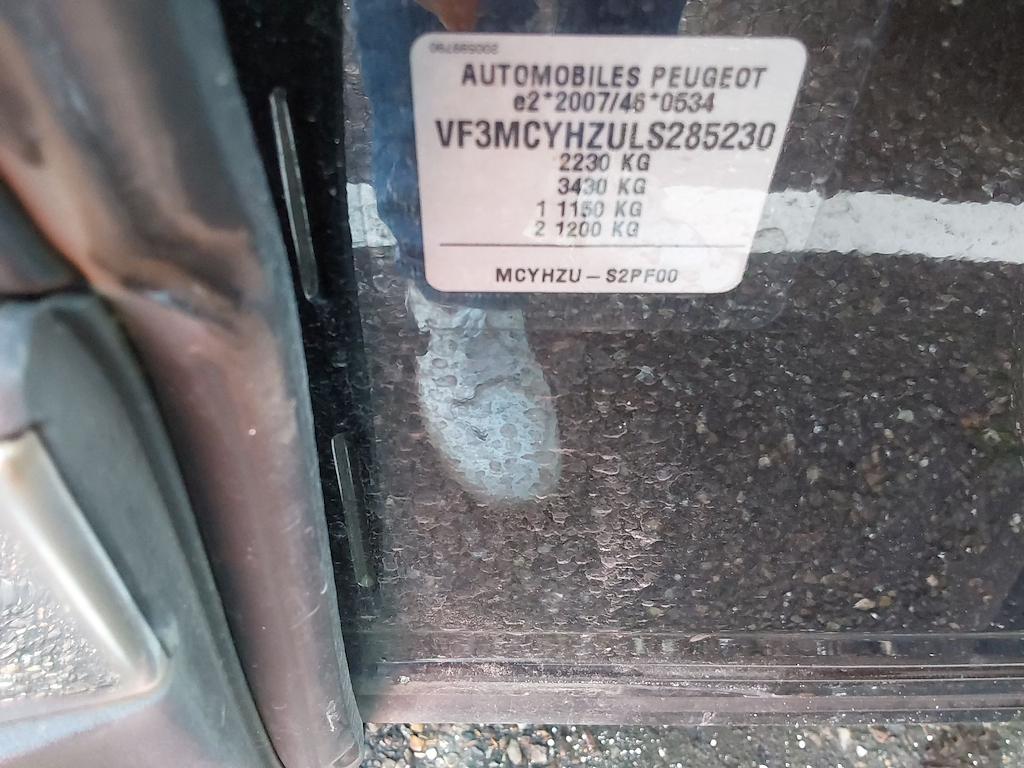 AUTOMOBILES PEUGEOT
e2*2007/46*0534
VF3MCYHZULS285230
2230 KG
3430 KG
1 1150 KG
2 1200 KG
MCYHZU-S2PF00